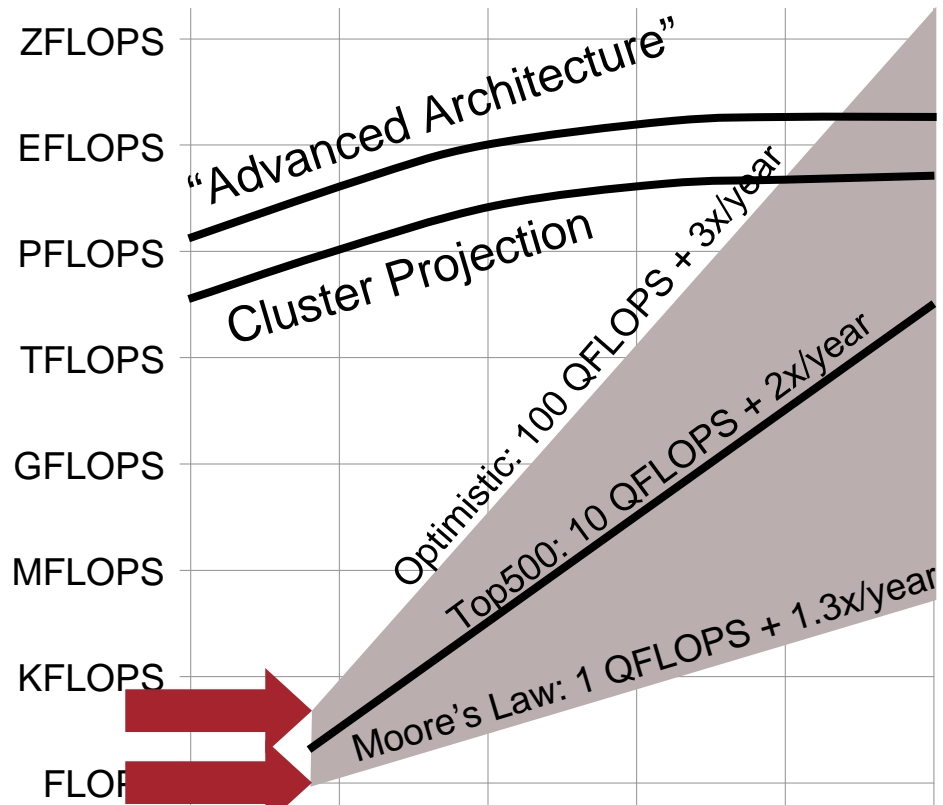 ZFLOPS
“Advanced Architecture”
EFLOPS
PFLOPS
Cluster Projection
TFLOPS
Optimistic: 100 QFLOPS + 3x/year
GFLOPS
Top500: 10 QFLOPS + 2x/year
MFLOPS
KFLOPS
Moore’s Law: 1 QFLOPS + 1.3x/year